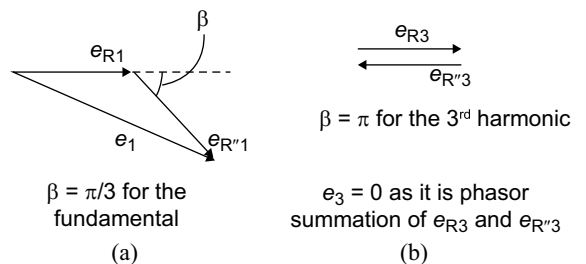 β
e_R1
e_1
e_R″1
β = π/3 for the
fundamental
(a)
e_R3
e_R″3
β = π for the 3rd harmonic
e_3 = 0 as it is phasor
summation of e_R3 and e_R″3
(b)